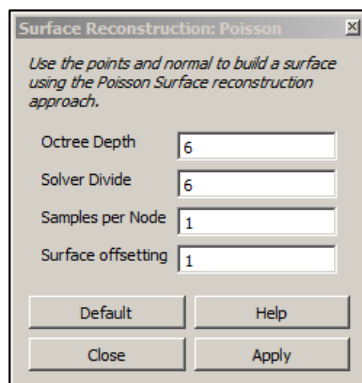 Surface Reconstruction: Poisson
Use the points and normal to build a surface
using the Poisson Surface reconstruction
approach.
Octree Depth 6
Solver Divide 6
Samples per Node 1
Surface offsetting 1
Default Help
Close Apply